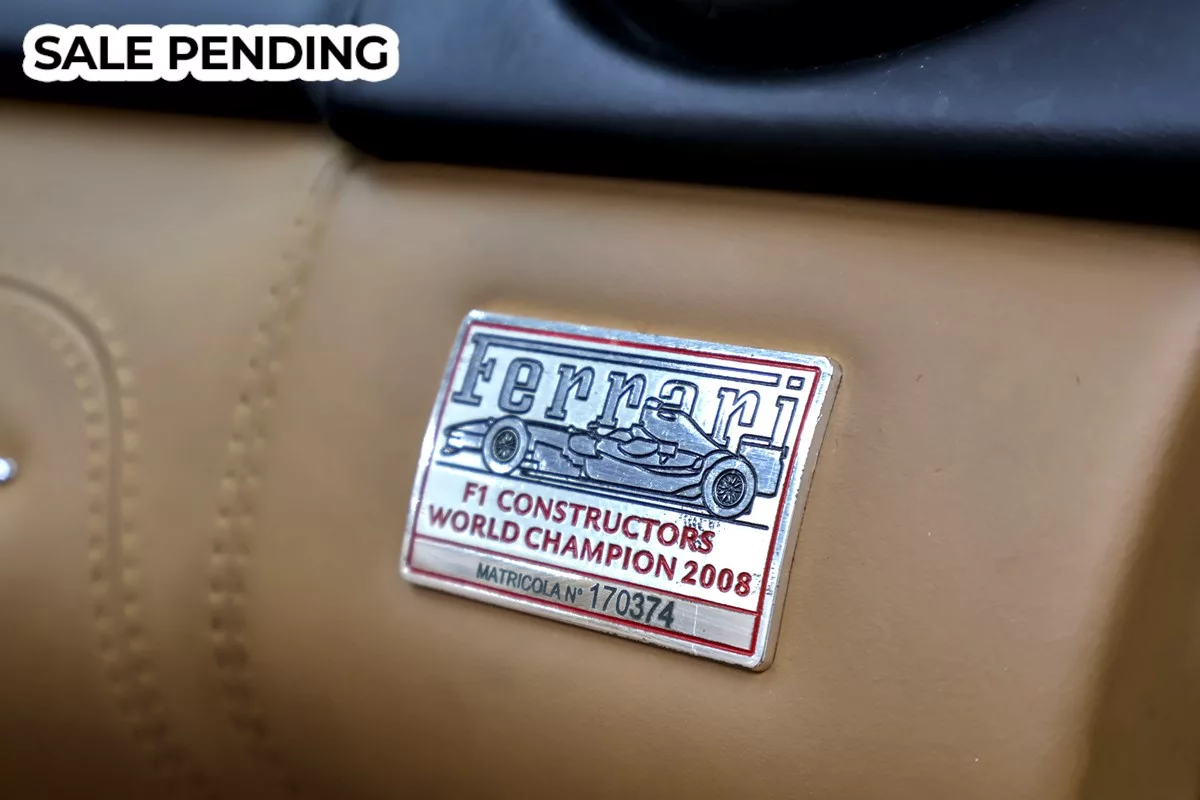 SALE PENDING
Ferrari
F1 CONSTRUCTORS
WORLD CHAMPION 2008
MATRICOLA N° 170374